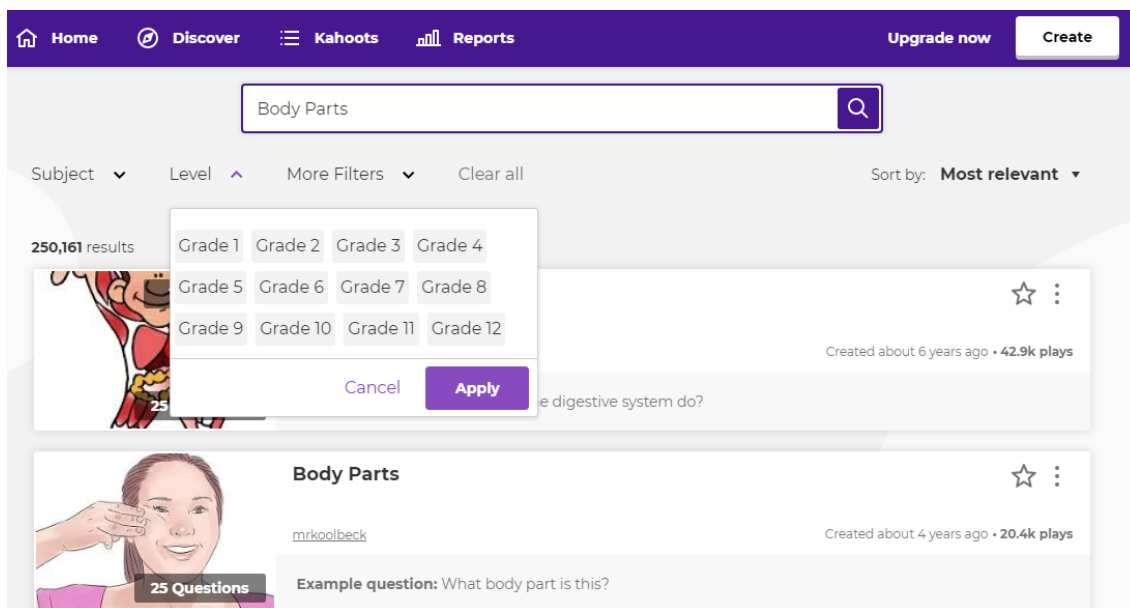 Home Discover Kahoots Reports Upgrade now Create
Body Parts
Subject Level More Filters Clear all Sort by: Most relevant
250,161 results
Grade 1 Grade 2 Grade 3 Grade 4
Grade 5 Grade 6 Grade 7 Grade 8
Grade 9 Grade 10 Grade 11 Grade 12
Created about 6 years ago • 42.9k plays
Cancel Apply
25
e digestive system do?
Body Parts
mrkoolbeck
Created about 4 years ago • 20.4k plays
25 Questions
Example question: What body part is this?